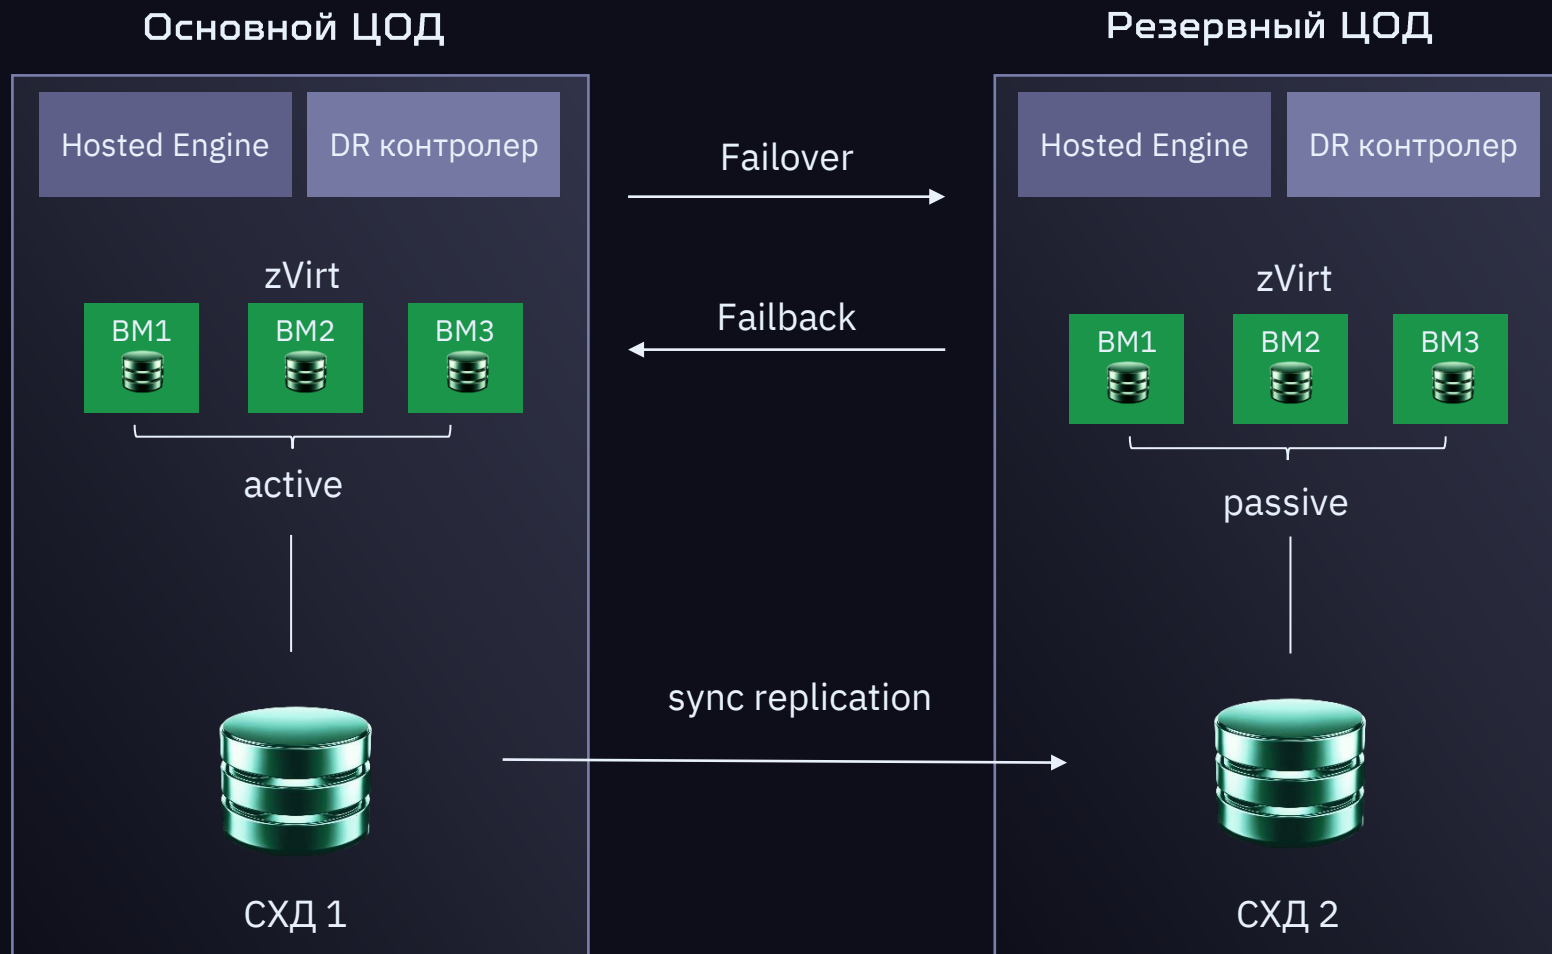 Основной ЦОД
Резервный ЦОД
Hosted Engine
DR контролер
Failover
Hosted Engine
DR контролер
zVirt
zVirt
Failback
ВМ1
ВМ2
ВМ3
ВМ1
ВМ2
ВМ3
active
passive
sync replication
СХД 1
СХД 2